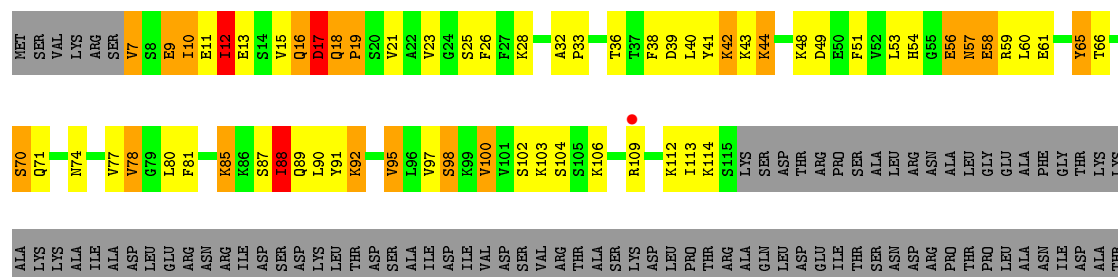 MET SER VAL LYS ARG SER V7 S8 E9 I10 E11 I12 E13 S14 V15 Q16 D17 Q18 P19 S20 V21 A22 V23 G24 S25 F26 F27 K28 A32 P33 T36 T37 F38 D39 L40 Y41 K42 K43 K44 K48 D49 E50 F51 V52 L53 H54 G55 E56 N57 E58 R59 L60 E61 Y65 T66
S70 Q71 N74 V77 V78 G79 L80 F81 K85 K86 S87 I88 Q89 L90 Y91 K92 V95 L96 V97 S98 K99 V100 V101 S102 K103 S104 S105 K106 R109 K112 I113 K114 S115 LYS SER ASP THR ARG PRO SER ALA LEU ARG ASN ALA LEU GLY GLU ALA PHE GLY THR LYS
ALA LYS LYS ALA ILE ALA ASP LEU GLU ARG ASN ARG ILE ASP SER ASP LYS LEU THR ASP SER ALA ILE ASP ILE VAL ASP SER VAL ARG THR ALA SER LYS ASP LEU PRO THR ARG ALA GLN LEU ASP GLU ILE THR SER ASN ASP ARG PRO THR PRO LEU ALA ASN ILE ASP ALA